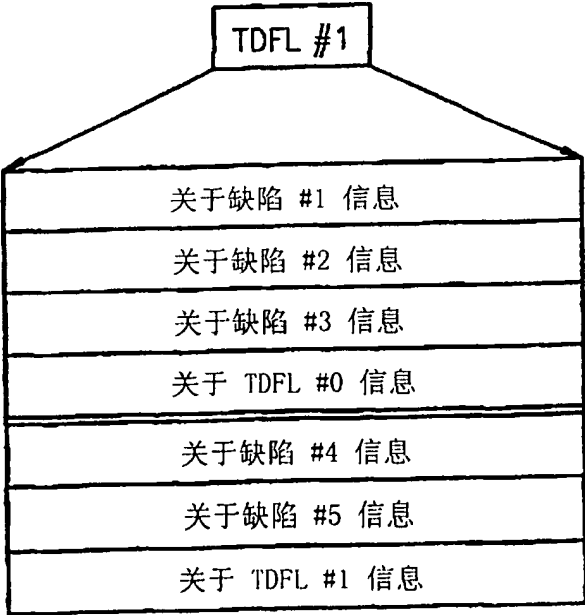 TDFL #1
关于缺陷 #1 信息
关于缺陷 #2 信息
关于缺陷 #3 信息
关于 TDFL #0 信息
关于缺陷 #4 信息
关于缺陷 #5 信息
关于 TDFL #1 信息